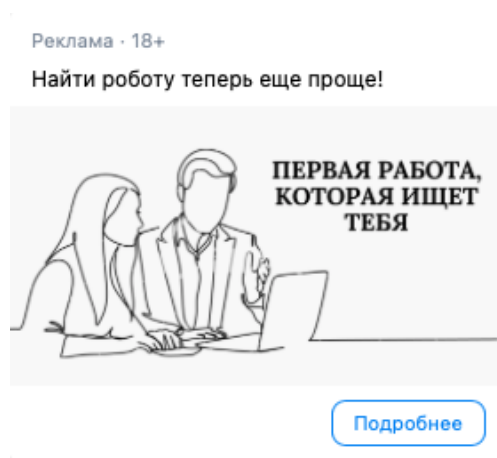 Реклама · 18+
Найти роботу теперь еще проще!
ПЕРВАЯ РАБОТА,
КОТОРАЯ ИЩЕТ
ТЕБЯ
Подробнее